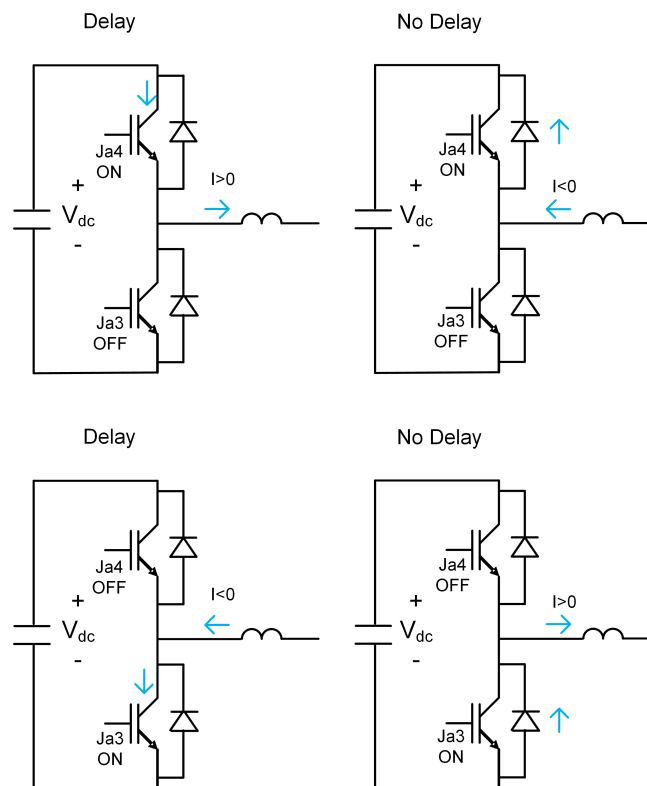 Delay
No Delay
Ja4
ON
I>0
+
Vdc
-
Ja3
OFF
Ja4
ON
I<0
+
Vdc
-
Ja3
OFF
Delay
No Delay
Ja4
OFF
I<0
+
Vdc
-
Ja3
ON
Ja4
OFF
I>0
+
Vdc
-
Ja3
ON